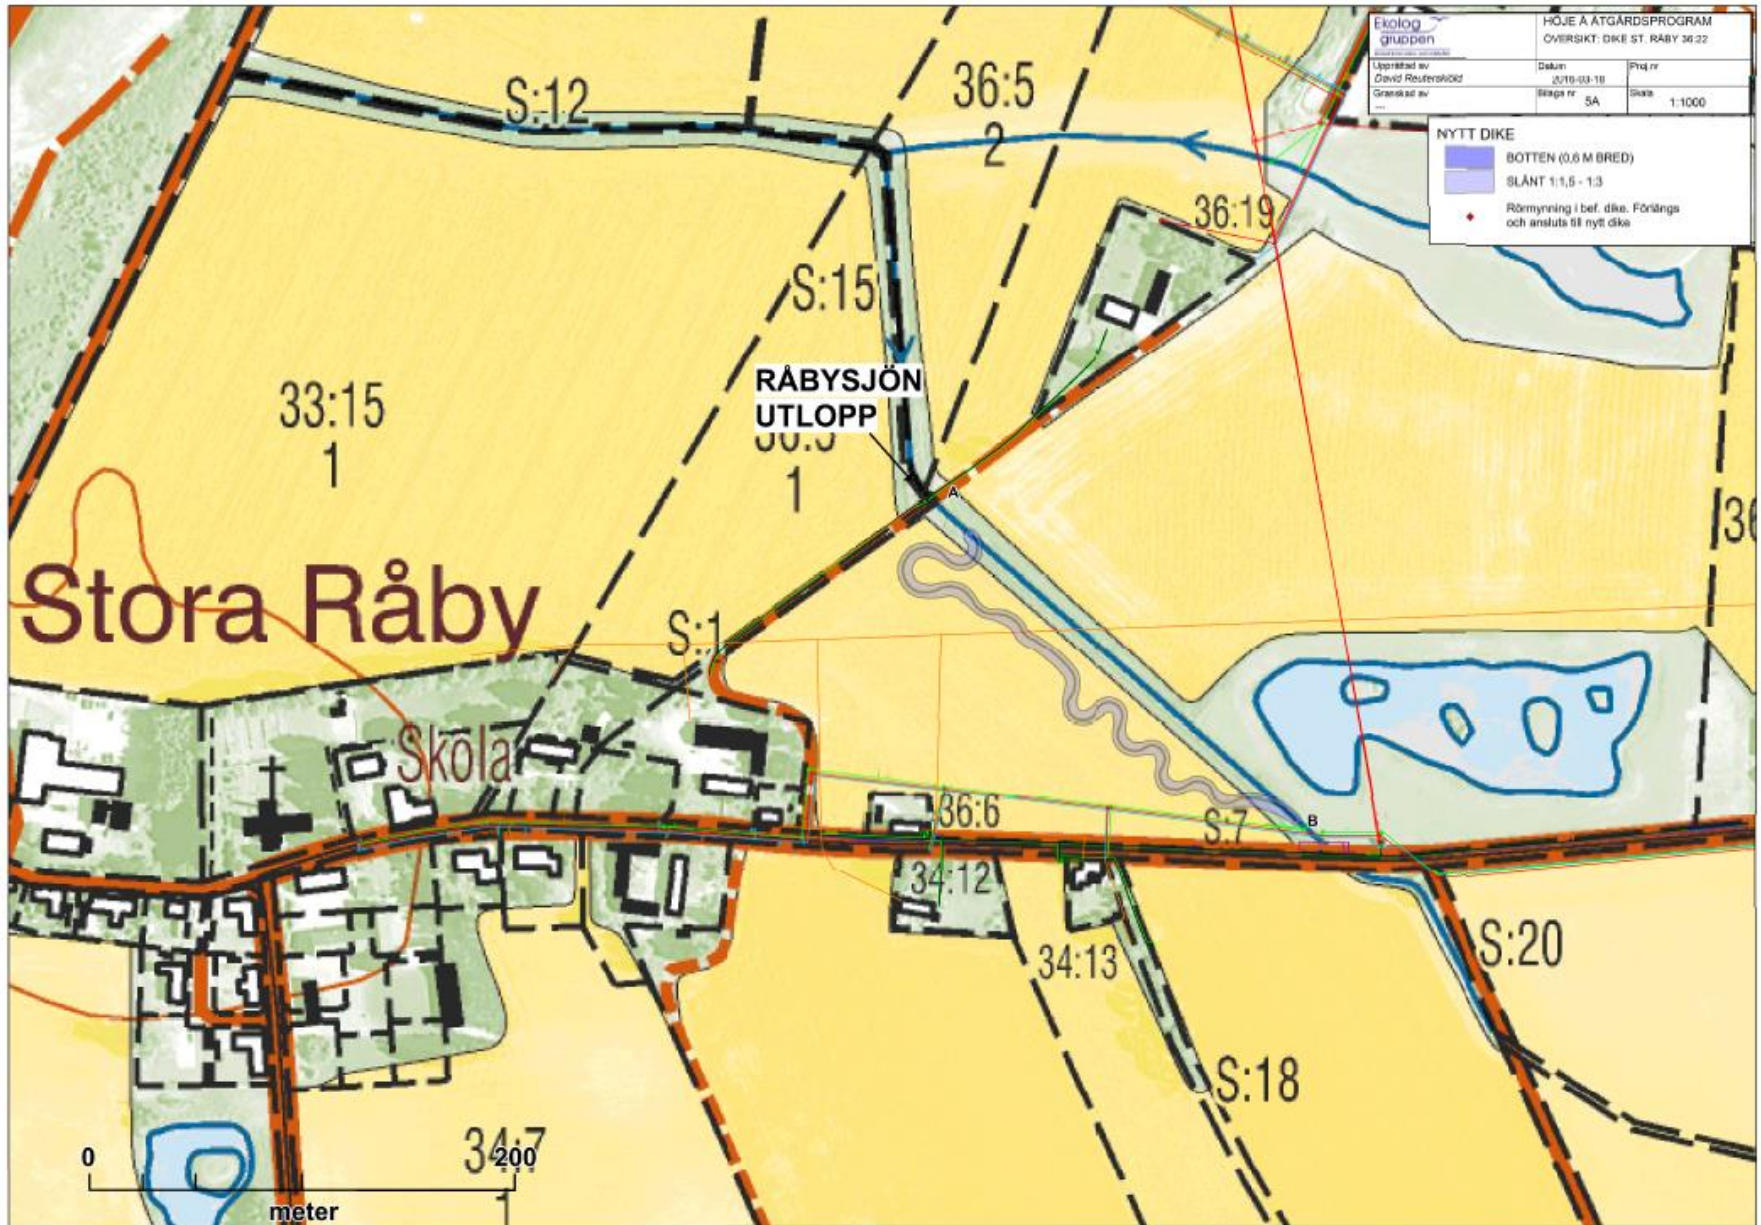 Ekolog
gruppen
HÖJE Å ÅTGÄRDSPROGRAM
ÖVERSIKT: DIKE ST. RÅBY 36:22
Upprättad av
David Reuterskiöld
Datum
2016-03-18
Proj.nr
Granskad av
---
Bilaga nr
5A
Skala
1:1000
NYTT DIKE
BOTTEN (0,6 M BRED)
SLÄNT 1:1,5 - 1:3
Rörmynning i bef. dike. Förlängs
och ansluts till nytt dike
S:12
36:5
2
36:19
S:15
33:15
1
RÅBYSJÖN
UTLOPP
1
A
Stora Råby
S:1
Skola
36:6
S:7
B
34:12
34:13
S:20
S:18
34:7
1
0
200
meter